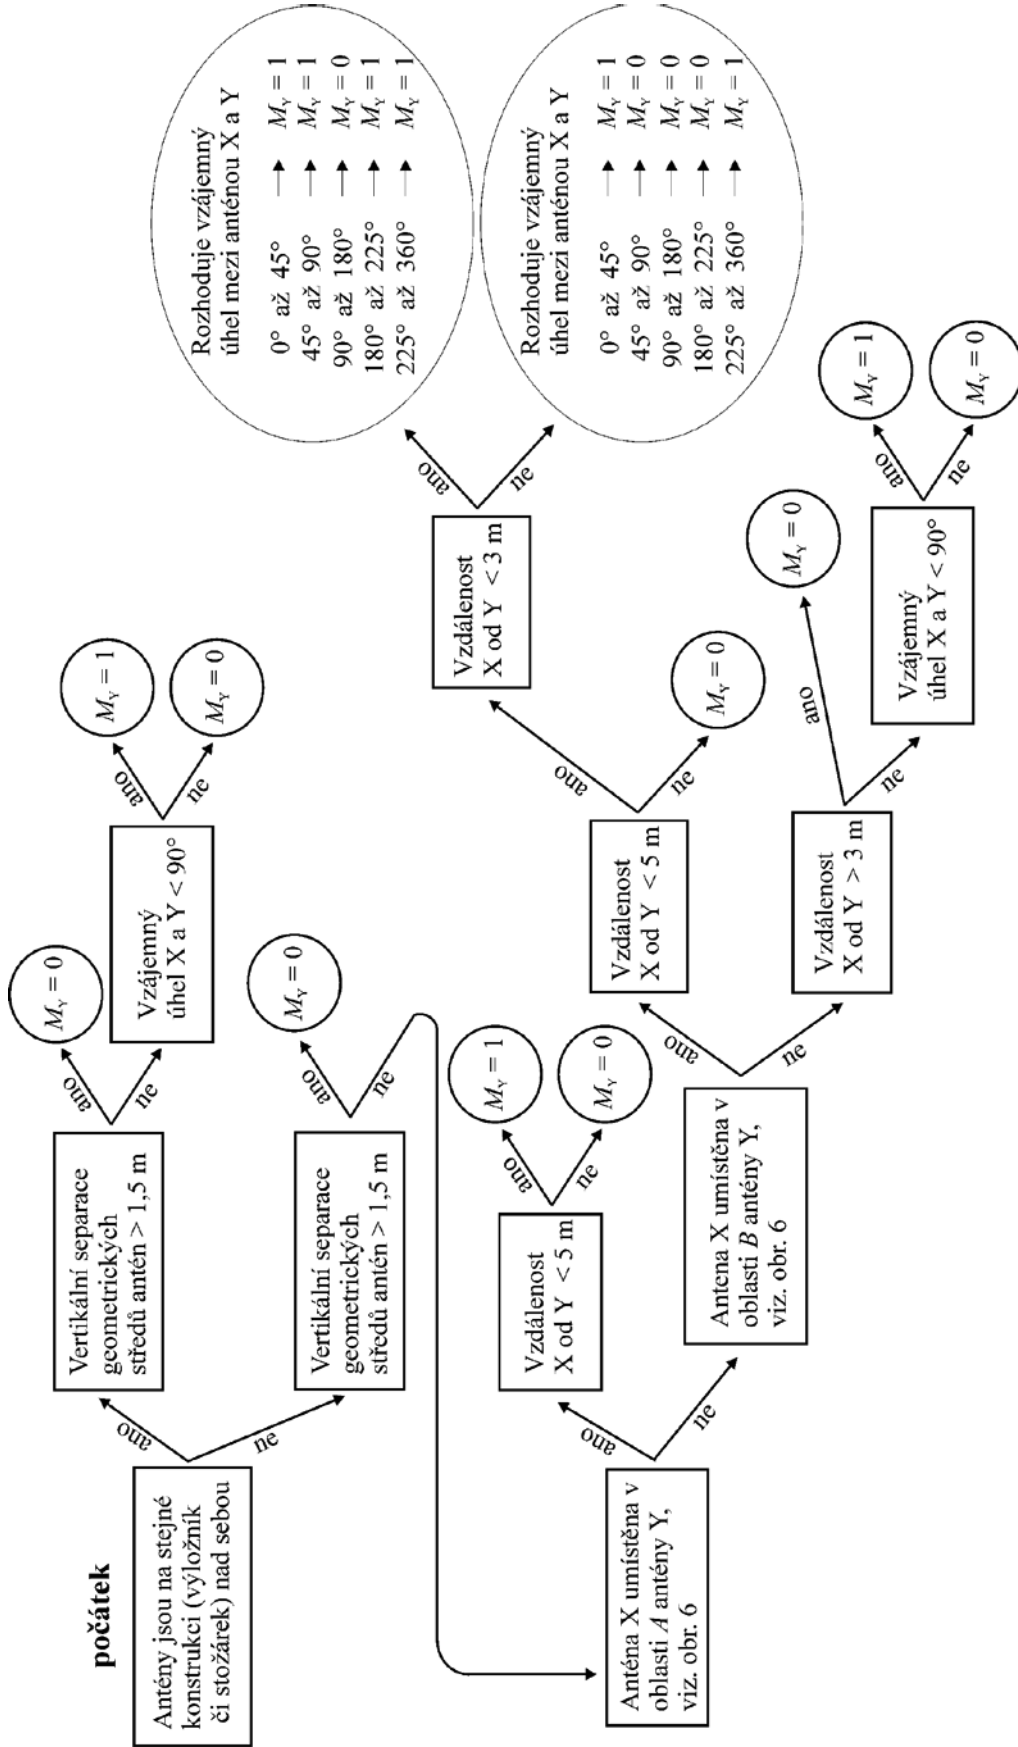 počátek
Antény jsou na stejné
konstrukci (výložník
či stožárek) nad sebou
ano
ne
Vertikální separace
geometrických
středů antén > 1,5 m
ano
ne
M_Y = 0
Vzájemný
úhel X a Y < 90°
ano
ne
M_Y = 1
M_Y = 0
Vertikální separace
geometrických
středů antén > 1,5 m
ano
ne
M_Y = 0
Anténa X umístěna v
oblasti A antény Y,
viz. obr. 6
ano
ne
Vzdálenost
X od Y < 5 m
ano
ne
M_Y = 1
M_Y = 0
Antena X umístěna v
oblasti B antény Y,
viz. obr. 6
ano
ne
Vzdálenost
X od Y < 5 m
ano
ne
M_Y = 0
Vzdálenost
X od Y < 3 m
ano
ne
Rozhoduje vzájemný
úhel mezi anténou X a Y
0° až 45° → M_Y = 1
45° až 90° → M_Y = 1
90° až 180° → M_Y = 0
180° až 225° → M_Y = 1
225° až 360° → M_Y = 1
Rozhoduje vzájemný
úhel mezi anténou X a Y
0° až 45° → M_Y = 1
45° až 90° → M_Y = 0
90° až 180° → M_Y = 0
180° až 225° → M_Y = 0
225° až 360° → M_Y = 1
Vzdálenost
X od Y > 3 m
ano
ne
M_Y = 0
Vzájemný
úhel X a Y < 90°
ano
ne
M_Y = 1
M_Y = 0